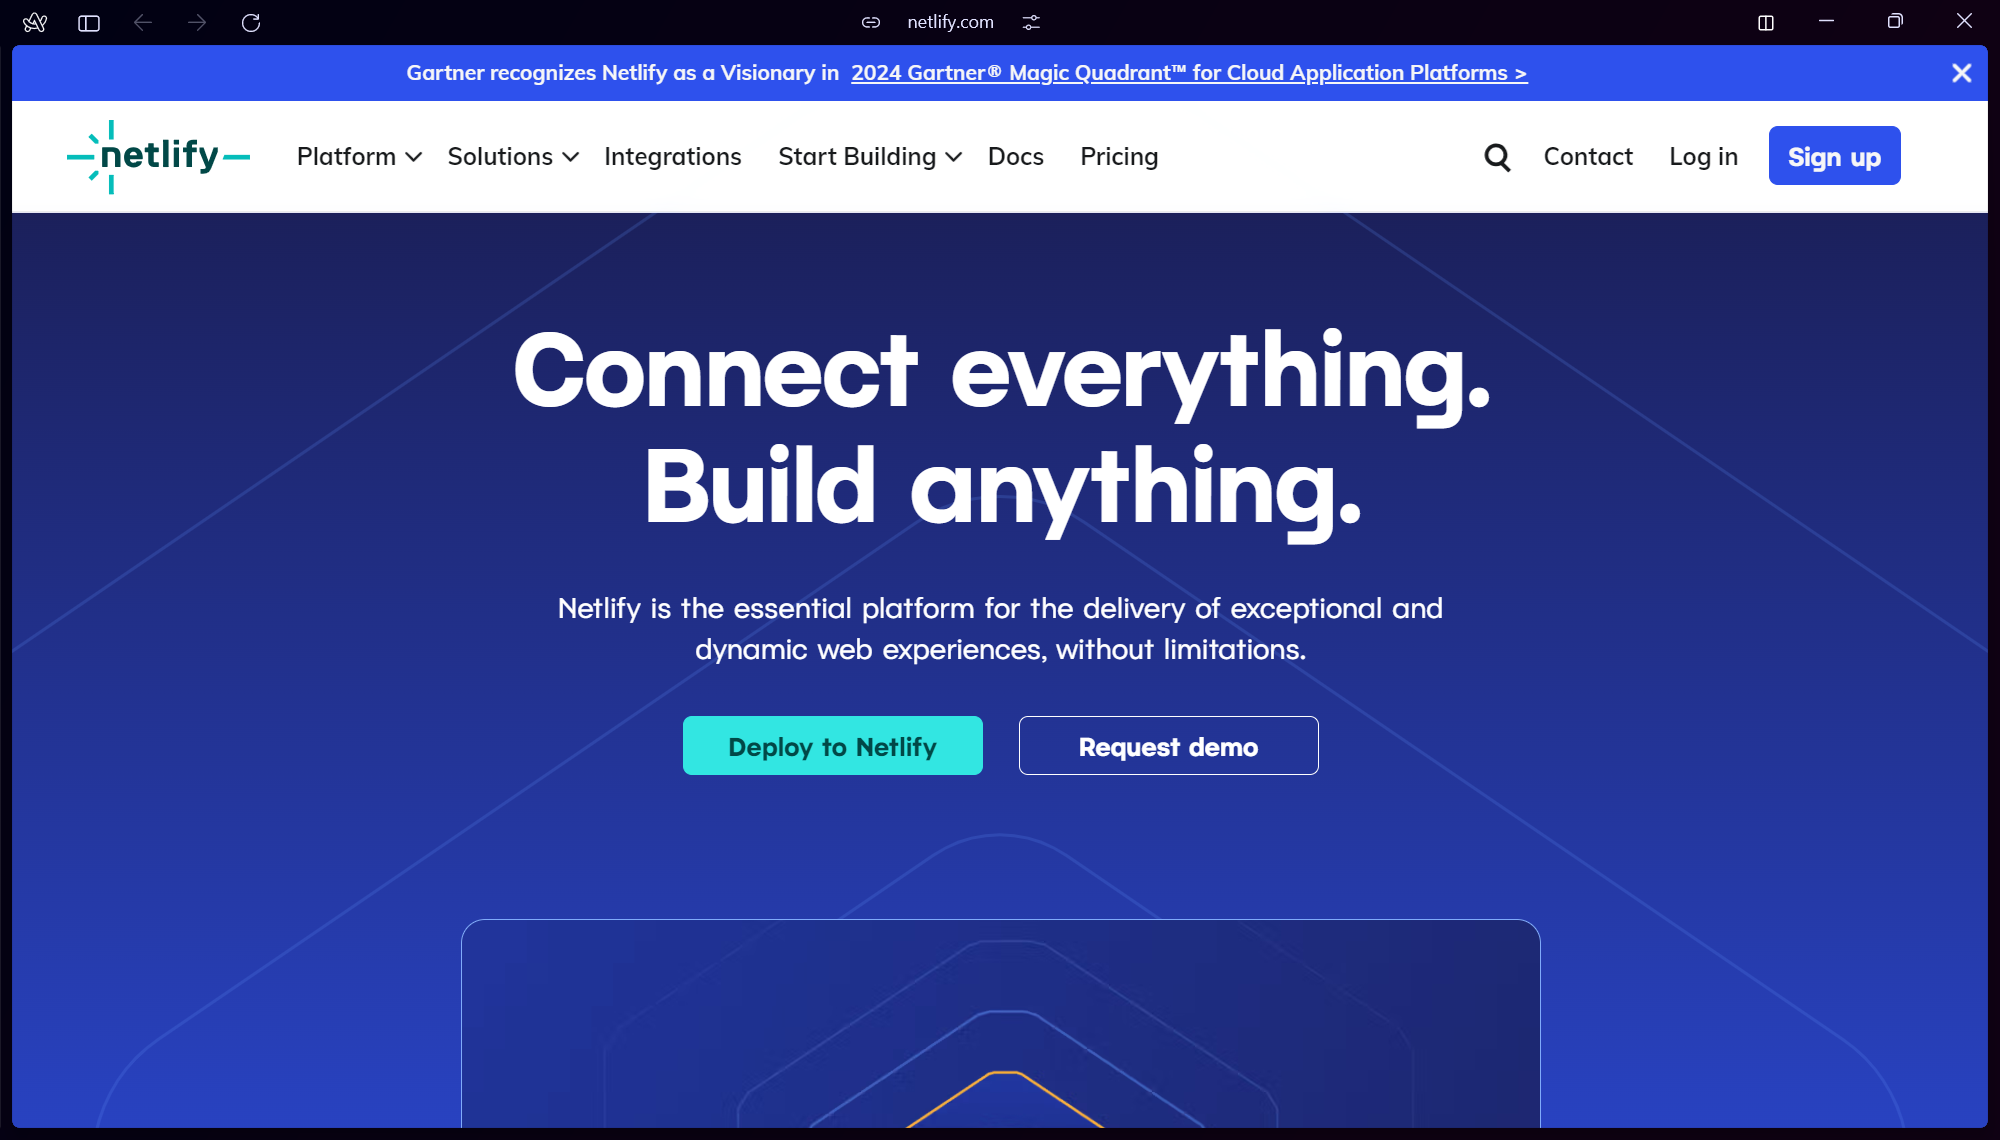 netlify.com
Gartner recognizes Netlify as a Visionary in 2024 Gartner® Magic Quadrant™ for Cloud Application Platforms >
netlify Platform Solutions Integrations Start Building Docs Pricing Contact Log in Sign up
Connect everything.
Build anything.
Netlify is the essential platform for the delivery of exceptional and
dynamic web experiences, without limitations.
Deploy to Netlify Request demo